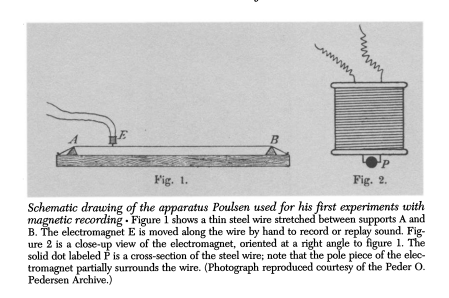 A
E
B
P
Fig. 1.
Fig. 2.
Schematic drawing of the apparatus Poulsen used for his first experiments with
magnetic recording • Figure 1 shows a thin steel wire stretched between supports A and
B. The electromagnet E is moved along the wire by hand to record or replay sound. Fig-
ure 2 is a close-up view of the electromagnet, oriented at a right angle to figure 1. The
solid dot labeled P is a cross-section of the steel wire; note that the pole piece of the elec-
tromagnet partially surrounds the wire. (Photograph reproduced courtesy of the Peder O.
Pedersen Archive.)